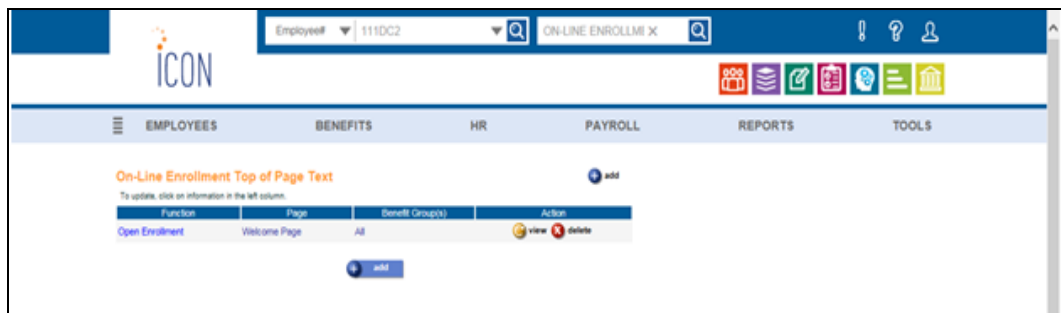 Employee# 111DC2 ON-LINE ENROLLMI
iCON
EMPLOYEES BENEFITS HR PAYROLL REPORTS TOOLS
On-Line Enrollment Top of Page Text add
To update, click on information in the left column.
Function Page Benefit Group(s) Action
Open Enrollment Welcome Page All view delete
add